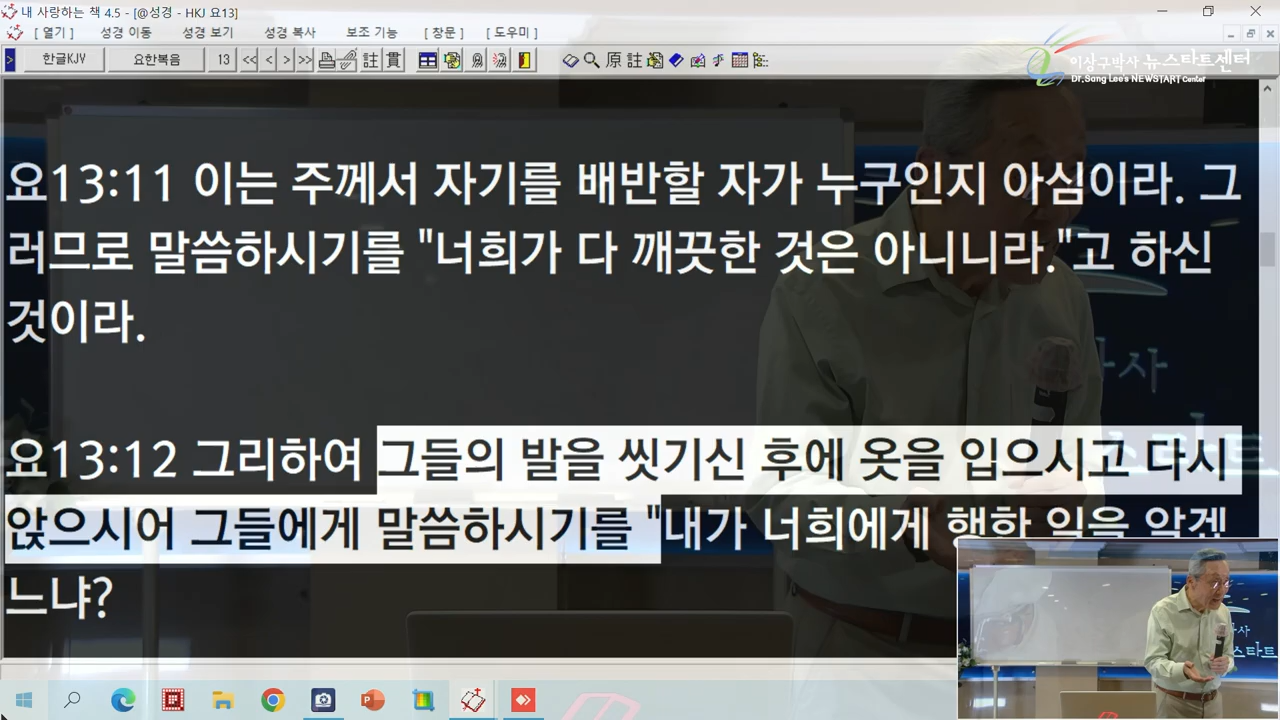 내 사랑하는 책 4.5 - [@성경 - HKJ 요13]
[ 열기 ] 성경 이동 성경 보기 성경 복사 보조 기능 [ 창문 ] [ 도우미 ]
한글KJV 요한복음 13 << < > >> 註 貫 原 註
이상구박사 뉴스타트센터
Dr.Sang Lee's NEWSTART Center
요13:11 이는 주께서 자기를 배반할 자가 누구인지 아심이라. 그
러므로 말씀하시기를 "너희가 다 깨끗한 것은 아니니라."고 하신
것이라.
요13:12 그리하여 그들의 발을 씻기신 후에 옷을 입으시고 다시
앉으시어 그들에게 말씀하시기를 "내가 너희에게 행한 일을 알겠
느냐?